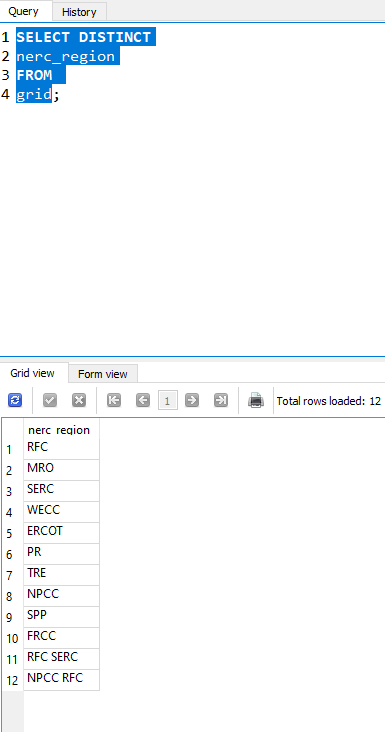 Query History
1 SELECT DISTINCT
2 nerc_region
3 FROM
4 grid;
Grid view Form view
1 Total rows loaded: 12
nerc_region
1 RFC
2 MRO
3 SERC
4 WECC
5 ERCOT
6 PR
7 TRE
8 NPCC
9 SPP
10 FRCC
11 RFC SERC
12 NPCC RFC